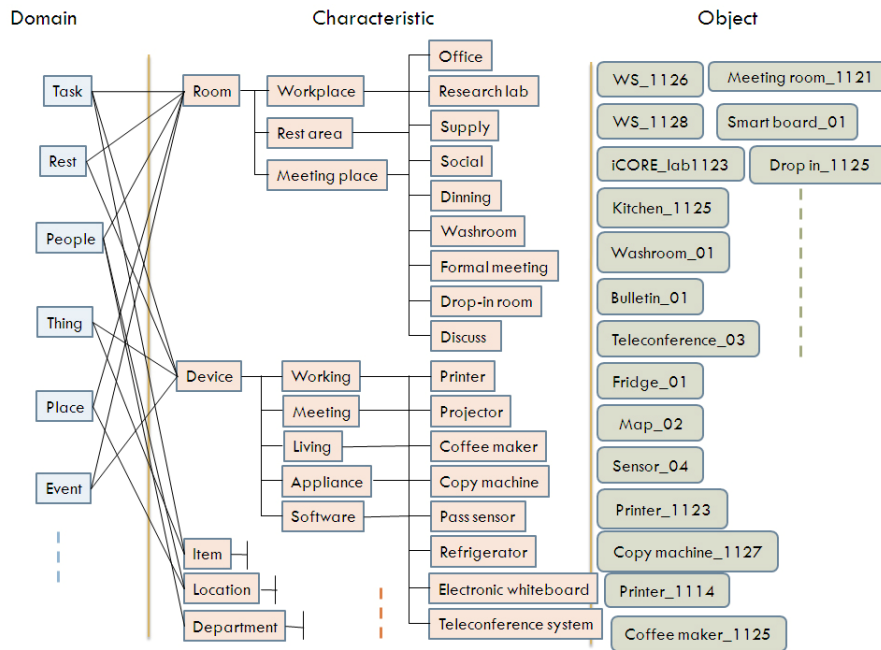 Domain
Characteristic
Object
Task
Rest
People
Thing
Place
Event
Room
Device
Item
Location
Department
Workplace
Rest area
Meeting place
Working
Meeting
Living
Appliance
Software
Office
Research lab
Supply
Social
Dinning
Washroom
Formal meeting
Drop-in room
Discuss
Printer
Projector
Coffee maker
Copy machine
Pass sensor
Refrigerator
Electronic whiteboard
Teleconference system
WS_1126
Meeting room_1121
WS_1128
Smart board_01
iCORE_lab1123
Drop in_1125
Kitchen_1125
Washroom_01
Bulletin_01
Teleconference_03
Fridge_01
Map_02
Sensor_04
Printer_1123
Copy machine_1127
Printer_1114
Coffee maker_1125